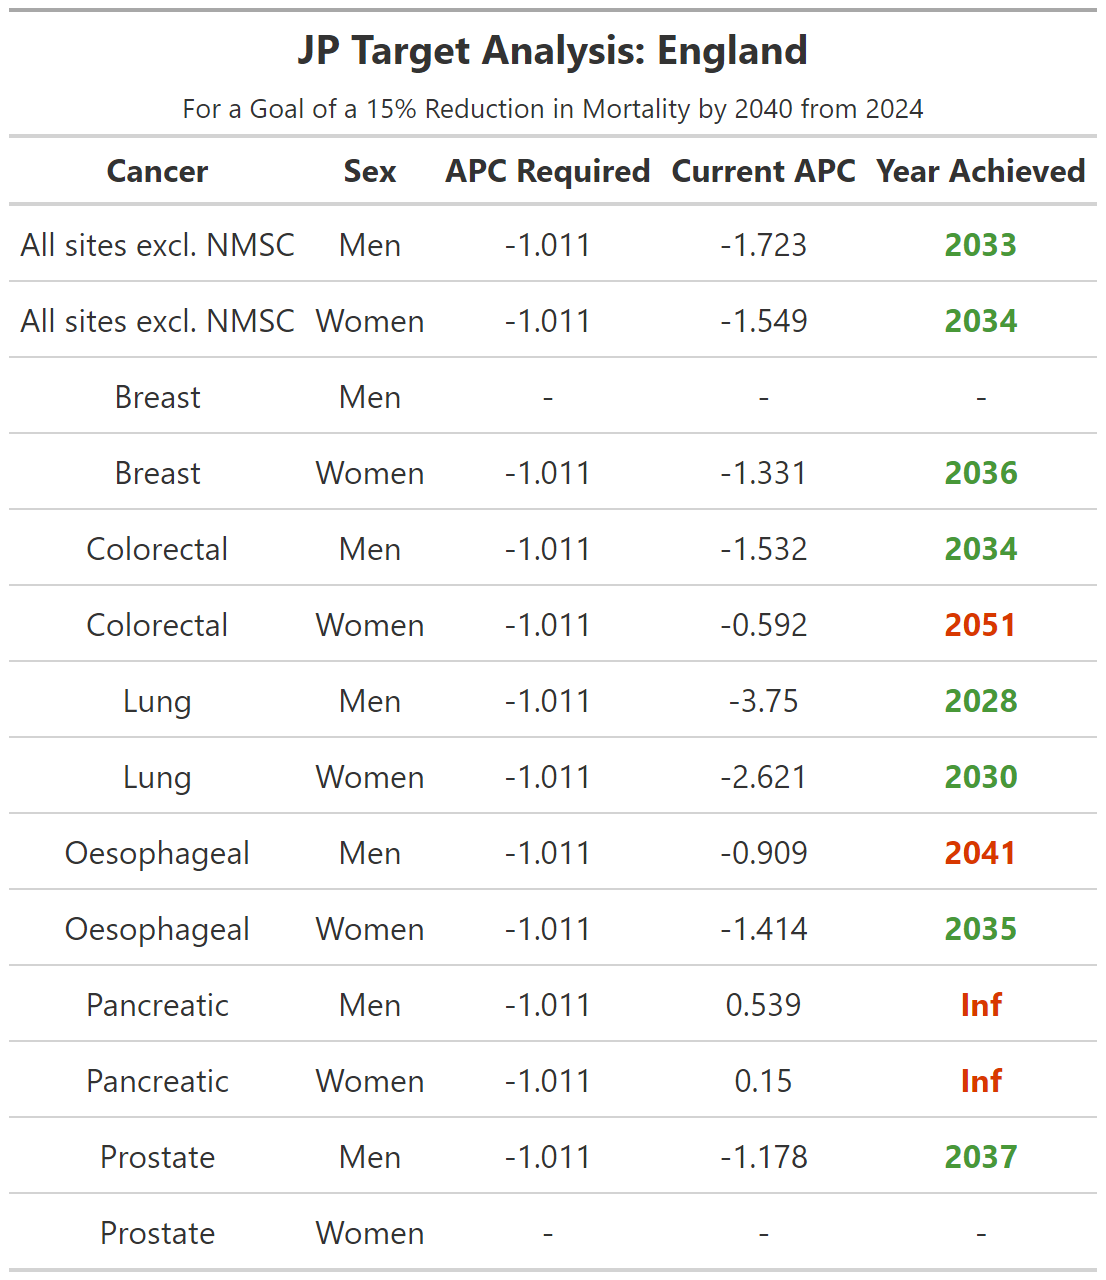 JP Target Analysis: England
For a Goal of a 15% Reduction in Mortality by 2040 from 2024
Cancer Sex APC Required Current APC Year Achieved
All sites excl. NMSC Men -1.011 -1.723 2033
All sites excl. NMSC Women -1.011 -1.549 2034
Breast Men - - -
Breast Women -1.011 -1.331 2036
Colorectal Men -1.011 -1.532 2034
Colorectal Women -1.011 -0.592 2051
Lung Men -1.011 -3.75 2028
Lung Women -1.011 -2.621 2030
Oesophageal Men -1.011 -0.909 2041
Oesophageal Women -1.011 -1.414 2035
Pancreatic Men -1.011 0.539 Inf
Pancreatic Women -1.011 0.15 Inf
Prostate Men -1.011 -1.178 2037
Prostate Women - - -